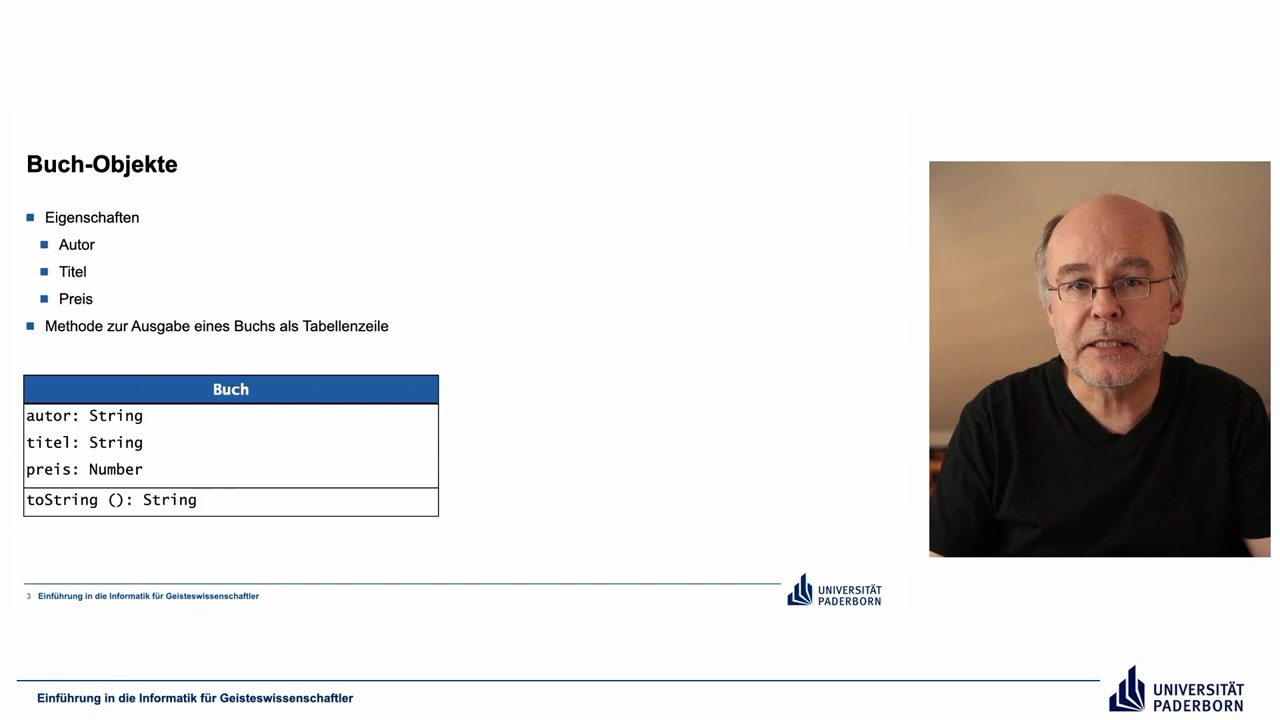 Buch-Objekte
Eigenschaften
Autor
Titel
Preis
Methode zur Ausgabe eines Buchs als Tabellenzeile
Buch
autor: String
titel: String
preis: Number
toString (): String
3 Einführung in die Informatik für Geisteswissenschaftler
UNIVERSITÄT
PADERBORN
Einführung in die Informatik für Geisteswissenschaftler
UNIVERSITÄT
PADERBORN